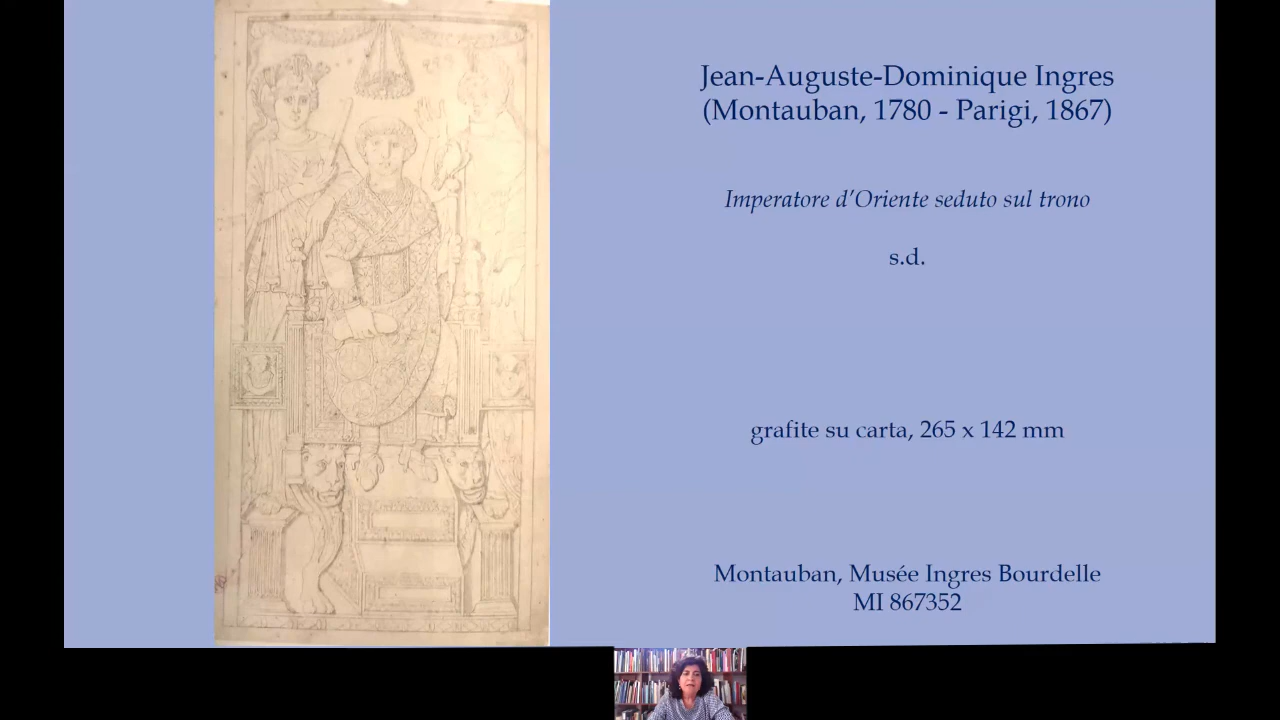 Jean-Auguste-Dominique Ingres
(Montauban, 1780 - Parigi, 1867)
Imperatore d’Oriente seduto sul trono
s.d.
grafite su carta, 265 x 142 mm
Montauban, Musée Ingres Bourdelle
MI 867352